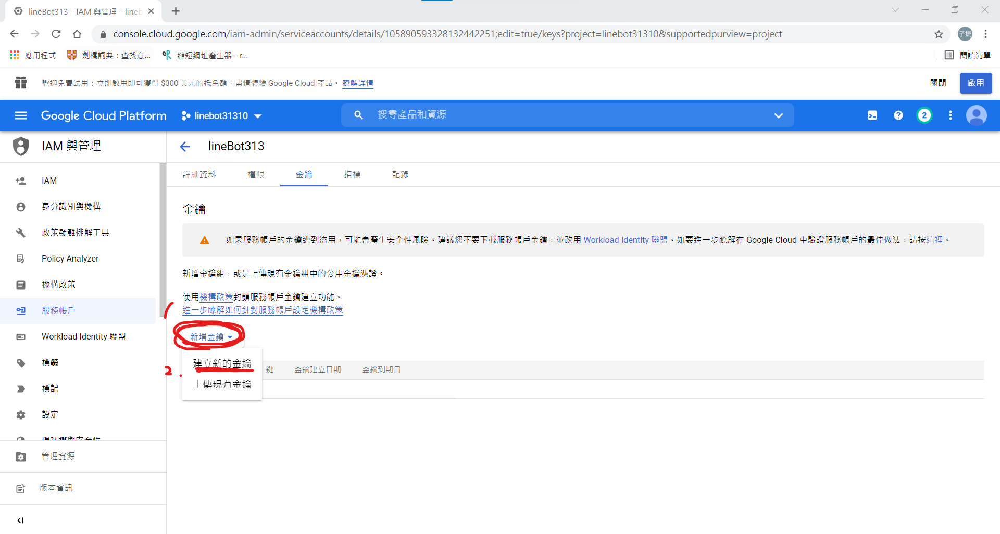 lineBot313 – IAM 與管理 – lineb
console.cloud.google.com/iam-admin/serviceaccounts/details/105890593328132442251;edit=true/keys?project=linebot31310&supportedpurview=project
子捷
應用程式
劍橋詞典：查找意...
縮短網址產生器 - r...
閱讀清單
歡迎免費試用：立即啟用即可獲得 $300 美元的抵免額，盡情體驗 Google Cloud 產品。 瞭解詳情
關閉
啟用
Google Cloud Platform
linebot31310
搜尋產品和資源
2
IAM 與管理
lineBot313
詳細資料
權限
金鑰
指標
記錄
IAM
身分識別與機構
政策疑難排解工具
Policy Analyzer
機構政策
服務帳戶
Workload Identity 聯盟
標籤
標記
設定
隱私權與安全性
管理資源
版本資訊
金鑰
如果服務帳戶的金鑰遭到盜用，可能會產生安全性風險。建議您不要下載服務帳戶金鑰，並改用 Workload Identity 聯盟。如要進一步瞭解在 Google Cloud 中驗證服務帳戶的最佳做法，請按這裡。
新增金鑰組，或是上傳現有金鑰組中的公用金鑰憑證。
使用機構政策封鎖服務帳戶金鑰建立功能。
進一步瞭解如何針對服務帳戶設定機構政策
1
新增金鑰
2.
建立新的金鑰
上傳現有金鑰
鍵
金鑰建立日期
金鑰到期日